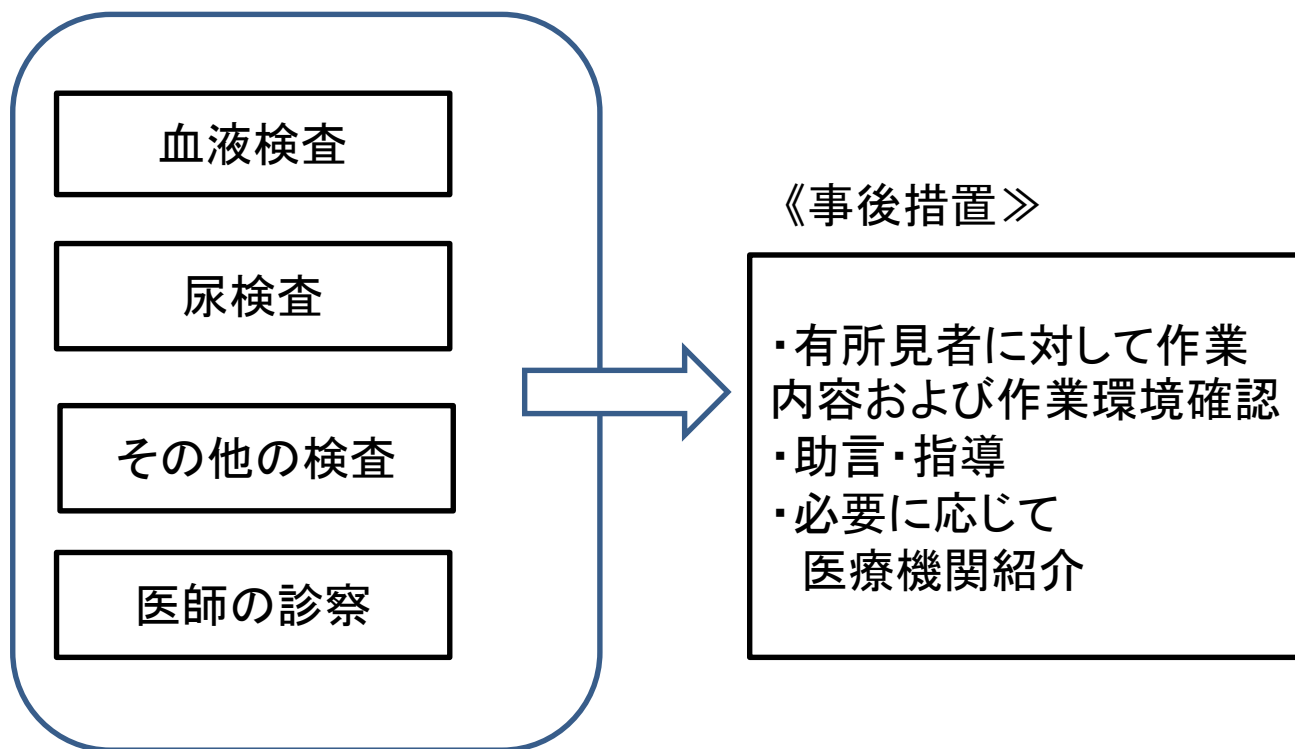 血液検査
尿検査
その他の検査
医師の診察
《事後措置≫
・有所見者に対して作業
内容および作業環境確認
・助言・指導
・必要に応じて
医療機関紹介